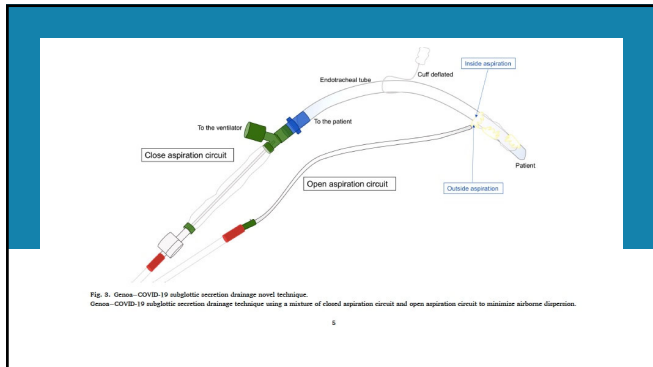 Inside aspiration
Cuff deflated
Endotracheal tube
To the ventilator
To the patient
Close aspiration circuit
Patient
Open aspiration circuit
Outside aspiration
Fig. 3. Genoa—COVID-19 subglottic secretion drainage novel technique.
Genoa—COVID-19 subglottic secretion drainage technique using a mixture of closed aspiration circuit and open aspiration circuit to minimize airborne dispersion.
5